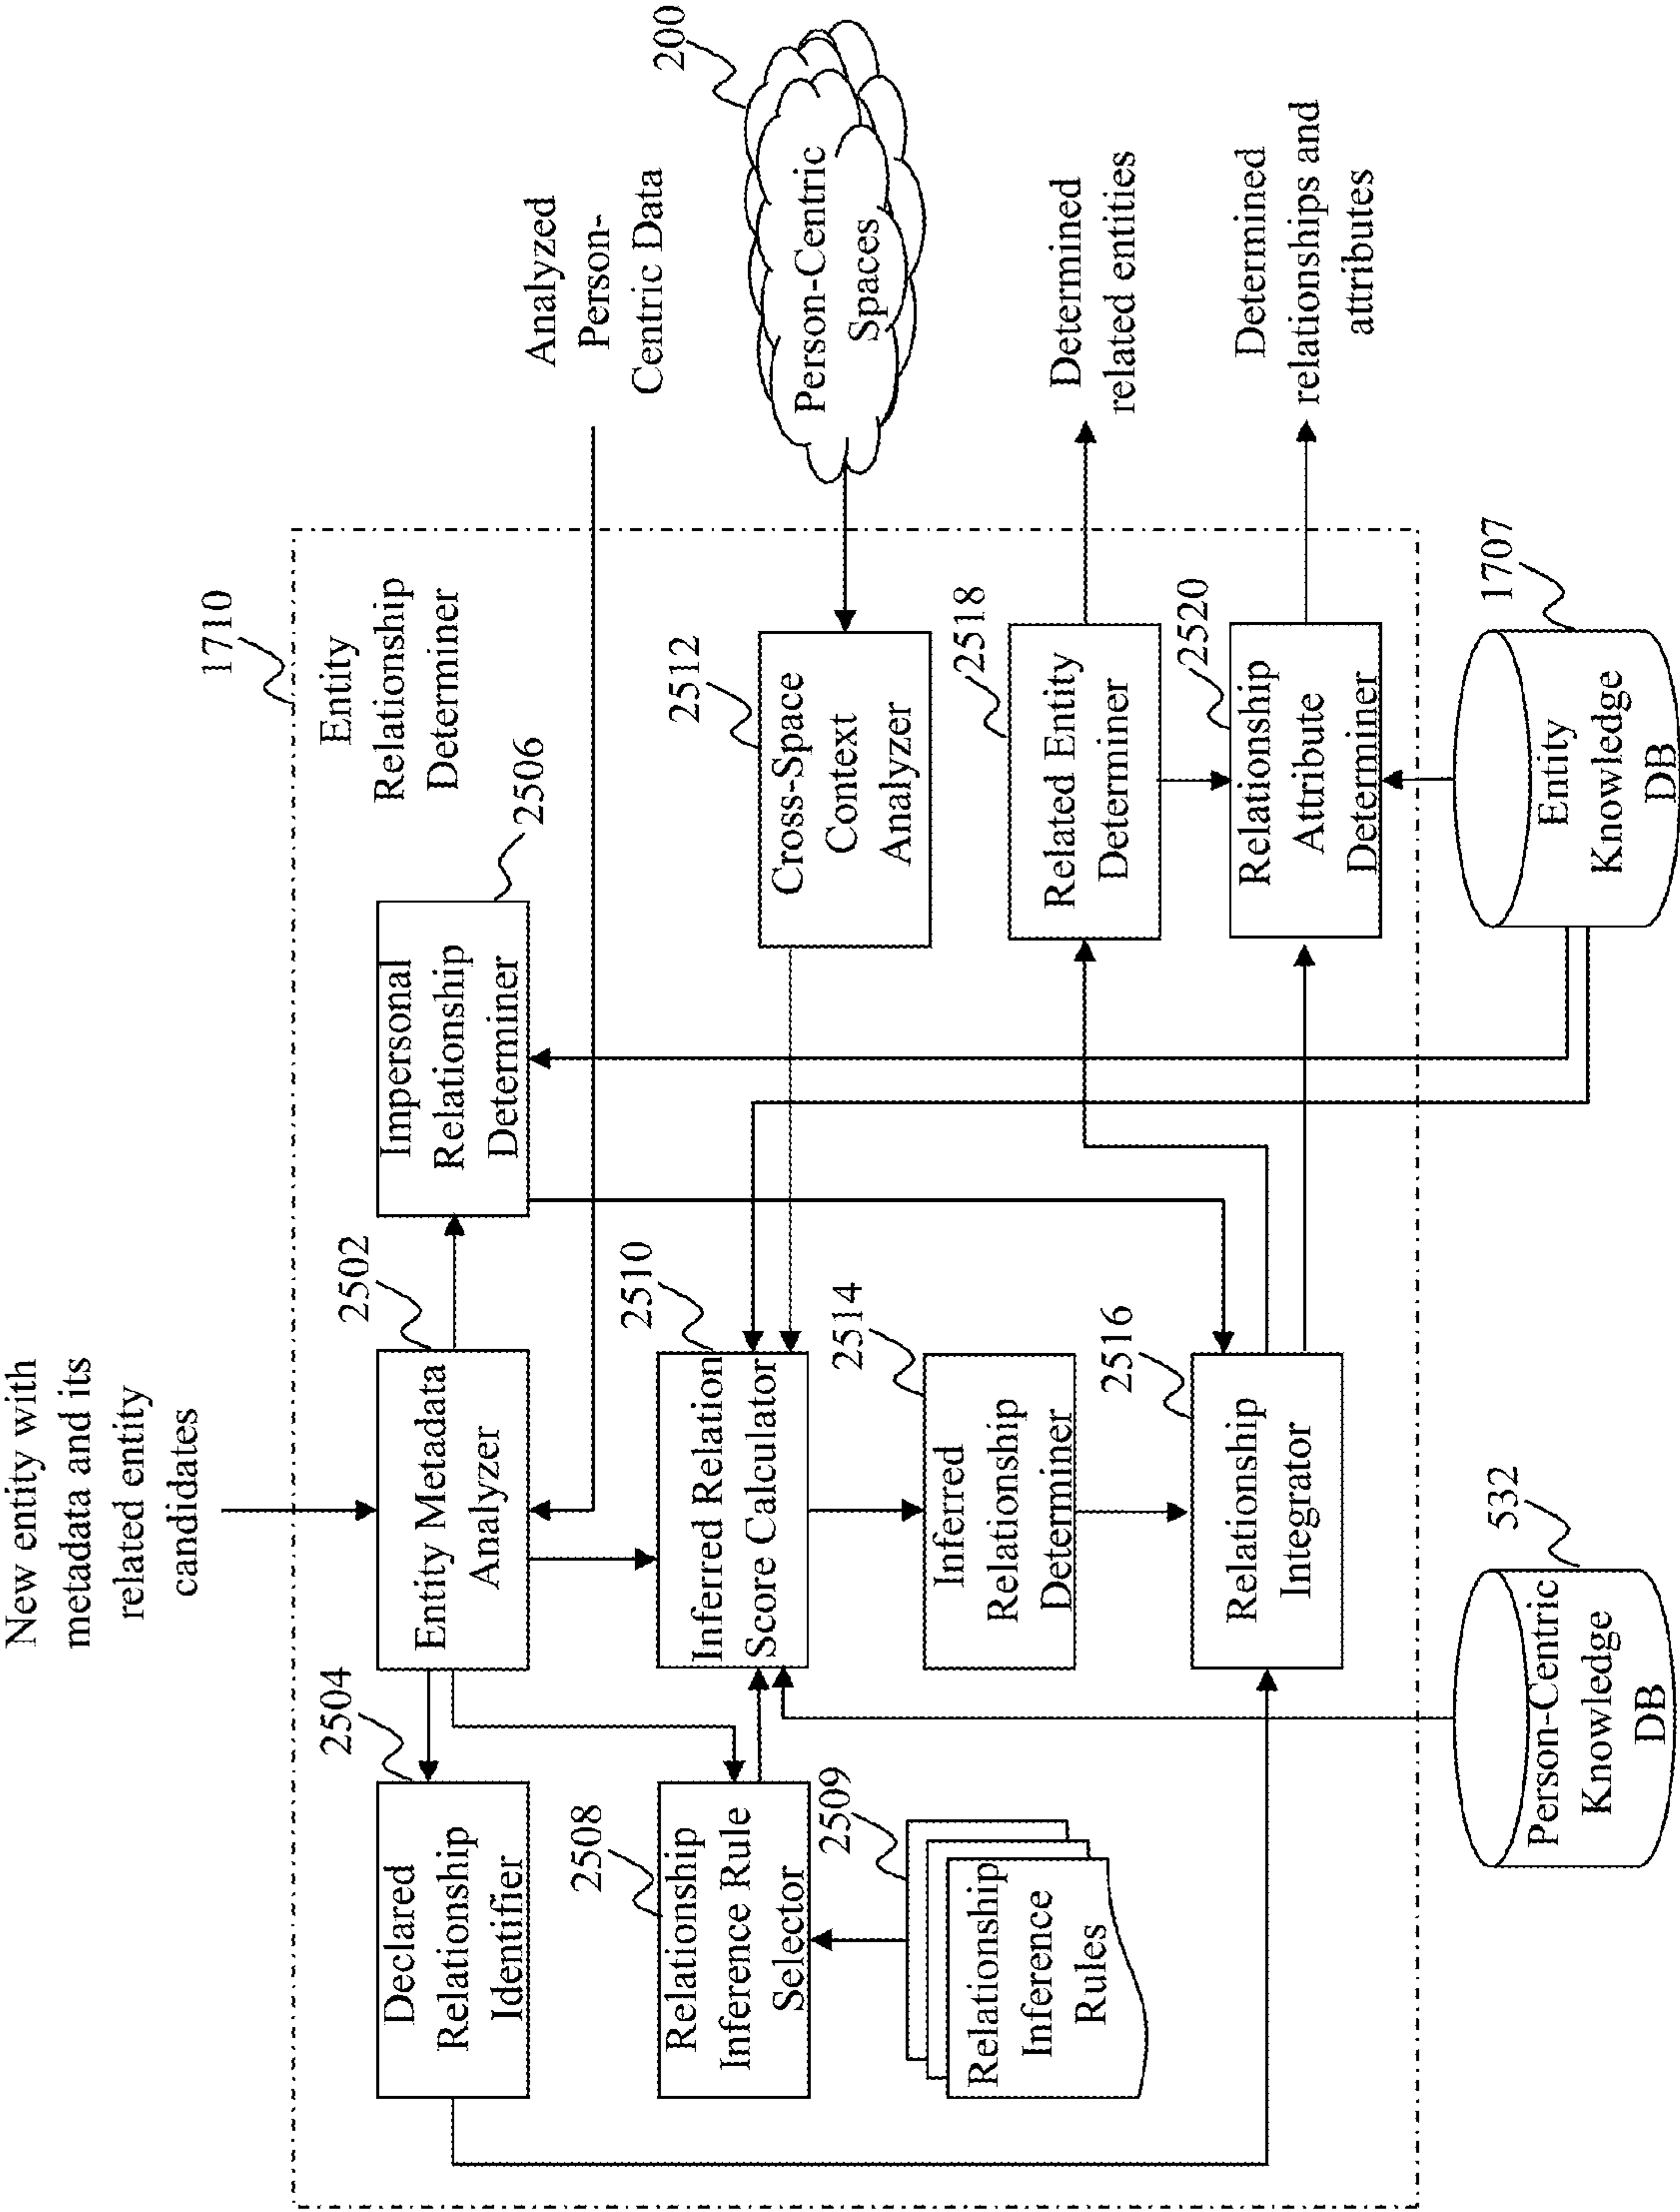 New entity with
metadata and its
related entity
candidates
1710
Entity
Relationship
Determiner
Analyzed
Person-
Centric Data
200
Person-Centric
Spaces
2504
Declared
Relationship
Identifier
2502
Entity Metadata
Analyzer
2506
Impersonal
Relationship
Determiner
2508
Relationship
Inference Rule
Selector
2510
Inferred Relation
Score Calculator
2512
Cross-Space
Context
Analyzer
2509
Relationship
Inference
Rules
2514
Inferred
Relationship
Determiner
2518
Related Entity
Determiner
Determined
related entities
2516
Relationship
Integrator
2520
Relationship
Attribute
Determiner
Determined
relationships and
attributes
532
Person-Centric
Knowledge
DB
1707
Entity
Knowledge
DB